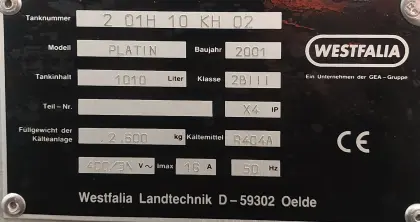 Tanknummer 2 01H 10 KH 02
Modell PLATIN Baujahr 2001
WESTFALIA
Tankinhalt 1010 Liter Klasse 2BIII
Ein Unternehmen der GEA – Gruppe
Teil – Nr. X4 IP
Füllgewicht der
Kälteanlage 2.600 kg Kältemittel R404A
CE
400/3N V~ Imax 16 A 50 Hz
Westfalia Landtechnik D – 59302 Oelde